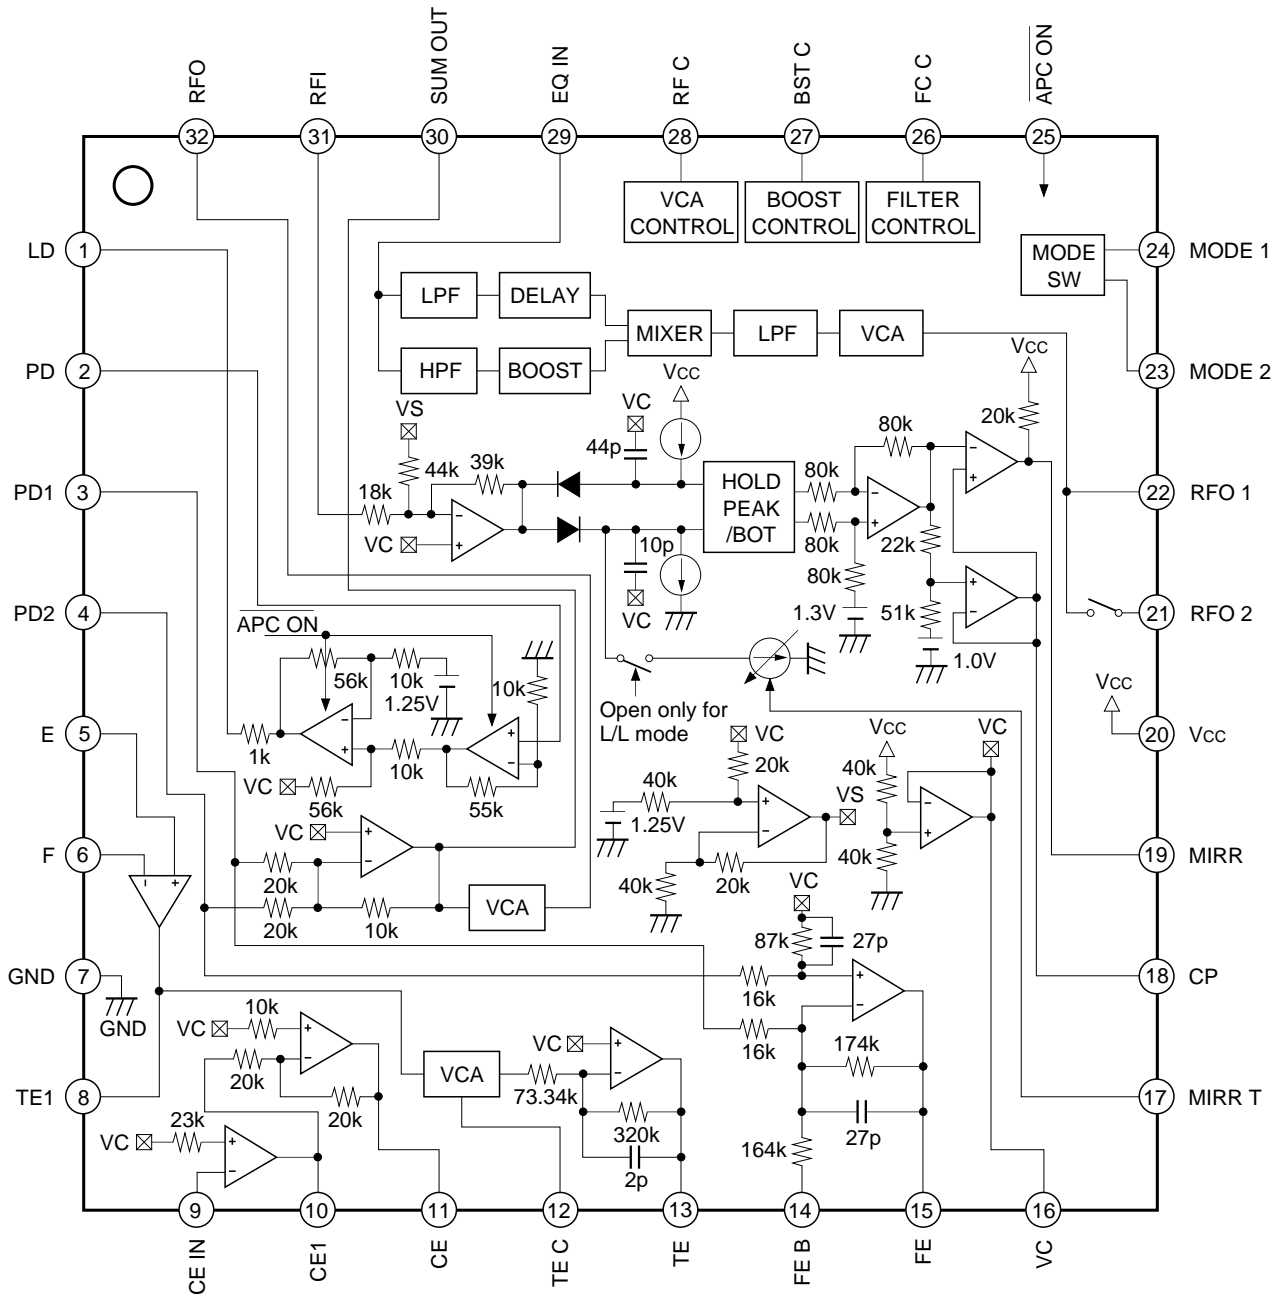 RFO
RFI
SUM OUT
EQ IN
RF C
BST C
FC C
APC ON
32
31
30
29
28
27
26
25
VCA
CONTROL
BOOST
CONTROL
FILTER
CONTROL
LD
1
MODE
SW
24
MODE 1
LPF
DELAY
MIXER
LPF
VCA
HPF
BOOST
PD
2
23
MODE 2
VCC
VCC
VS
VC
20k
44p
80k
44k
39k
18k
VC
HOLD
PEAK
/BOT
80k
80k
PD1
3
22
RFO 1
10p
22k
VC
80k
1.3V
51k
1.0V
PD2
4
21
RFO 2
APC ON
56k
10k
1.25V
10k
Open only for
L/L mode
VCC
E
5
20
VCC
1k
VC
56k
10k
55k
VC
20k
40k
1.25V
VS
40k
20k
VCC
VC
40k
40k
F
6
19
MIRR
VC
20k
20k
10k
VCA
VC
87k
27p
16k
16k
GND
7
GND
18
CP
10k
VC
20k
20k
VCA
VC
73.34k
320k
2p
174k
27p
164k
TE1
8
17
MIRR T
23k
VC
9
10
11
12
13
14
15
16
CE IN
CE1
CE
TE C
TE
FE B
FE
VC